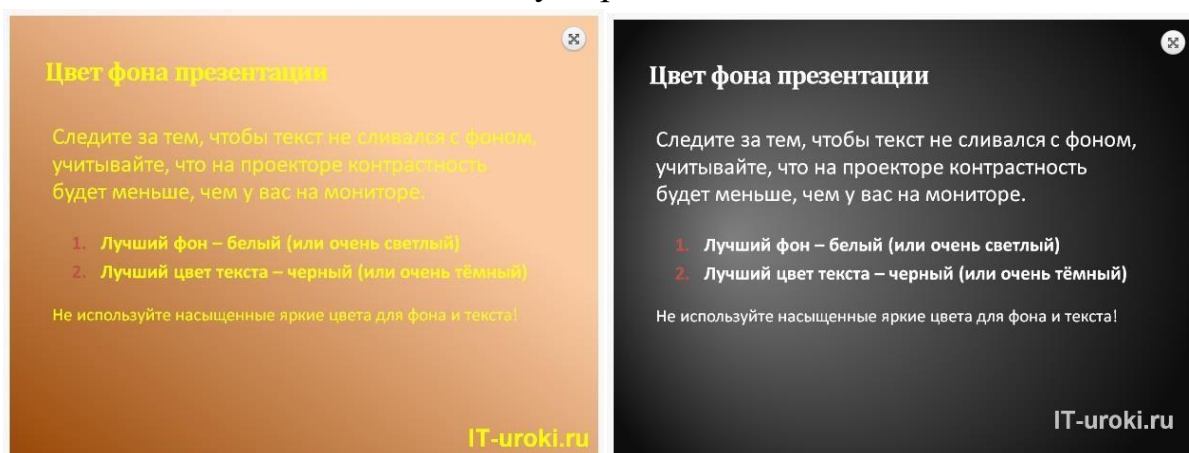 Цвет фона презентации
Следите за тем, чтобы текст не сливался с фоном,
учитывайте, что на проекторе контрастность
будет меньше, чем у вас на мониторе.
1. Лучший фон – белый (или очень светлый)
2. Лучший цвет текста – черный (или очень тёмный)
Не используйте насыщенные яркие цвета для фона и текста!
IT-uroki.ru
Цвет фона презентации
Следите за тем, чтобы текст не сливался с фоном,
учитывайте, что на проекторе контрастность
будет меньше, чем у вас на мониторе.
1. Лучший фон – белый (или очень светлый)
2. Лучший цвет текста – черный (или очень тёмный)
Не используйте насыщенные яркие цвета для фона и текста!
IT-uroki.ru